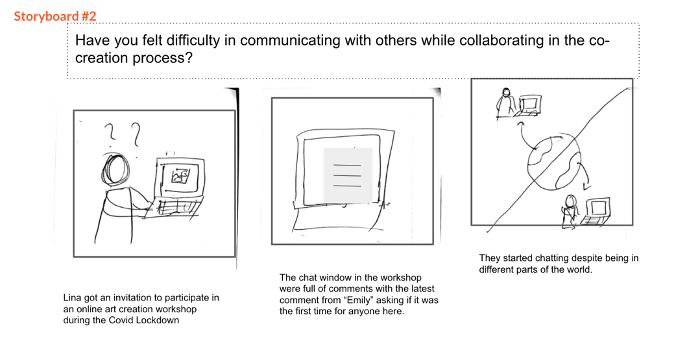 Storyboard #2
Have you felt difficulty in communicating with others while collaborating in the co-
creation process?
? ?
Lina got an invitation to participate in
an online art creation workshop
during the Covid Lockdown
The chat window in the workshop
were full of comments with the latest
comment from “Emily” asking if it was
the first time for anyone here.
They started chatting despite being in
different parts of the world.